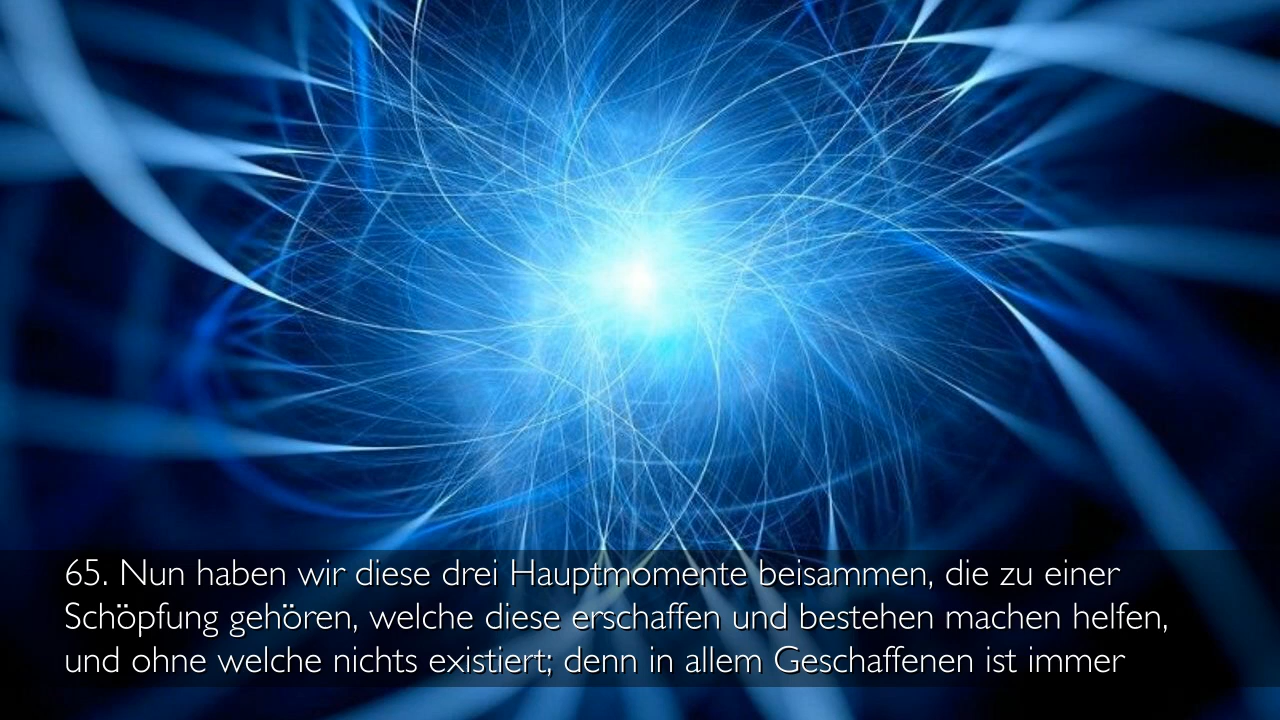 65. Nun haben wir diese drei Hauptmomente beisammen, die zu einer
Schöpfung gehören, welche diese erschaffen und bestehen machen helfen,
und ohne welche nichts existiert; denn in allem Geschaffenen ist immer